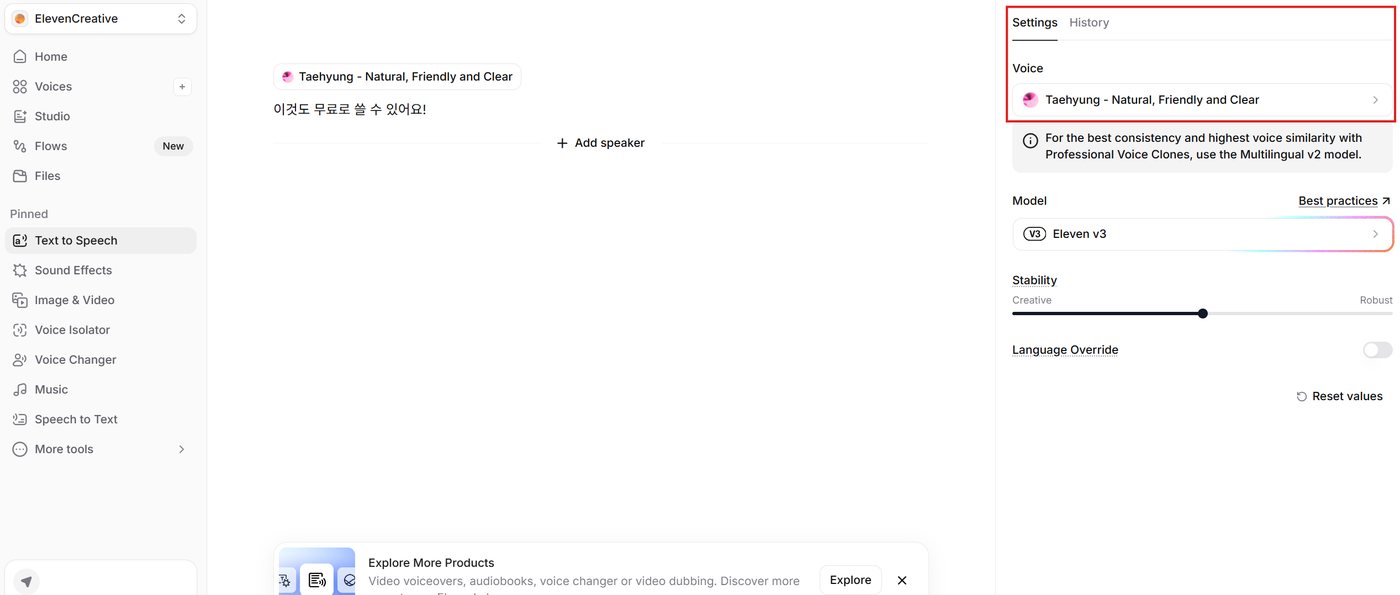 ElevenCreative
Home
Voices
Studio
Flows
New
Files
Pinned
Text to Speech
Sound Effects
Image & Video
Voice Isolator
Voice Changer
Music
Speech to Text
More tools
Taehyung - Natural, Friendly and Clear
이것도 무료로 쓸 수 있어요!
Add speaker
Explore More Products
Video voiceovers, audiobooks, voice changer or video dubbing. Discover more
Explore
Settings
History
Voice
Taehyung - Natural, Friendly and Clear
For the best consistency and highest voice similarity with
Professional Voice Clones, use the Multilingual v2 model.
Model
Best practices
V3 Eleven v3
Stability
Creative
Robust
Language Override
Reset values